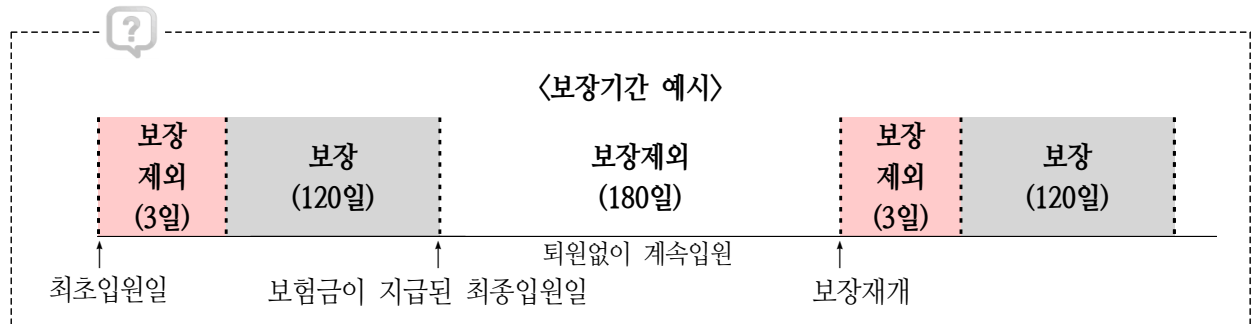 ?
〈보장기간 예시〉
보장
제외
(3일)
보장
(120일)
보장제외
(180일)
보장
제외
(3일)
보장
(120일)
퇴원없이 계속입원
최초입원일
보험금이 지급된 최종입원일
보장재개